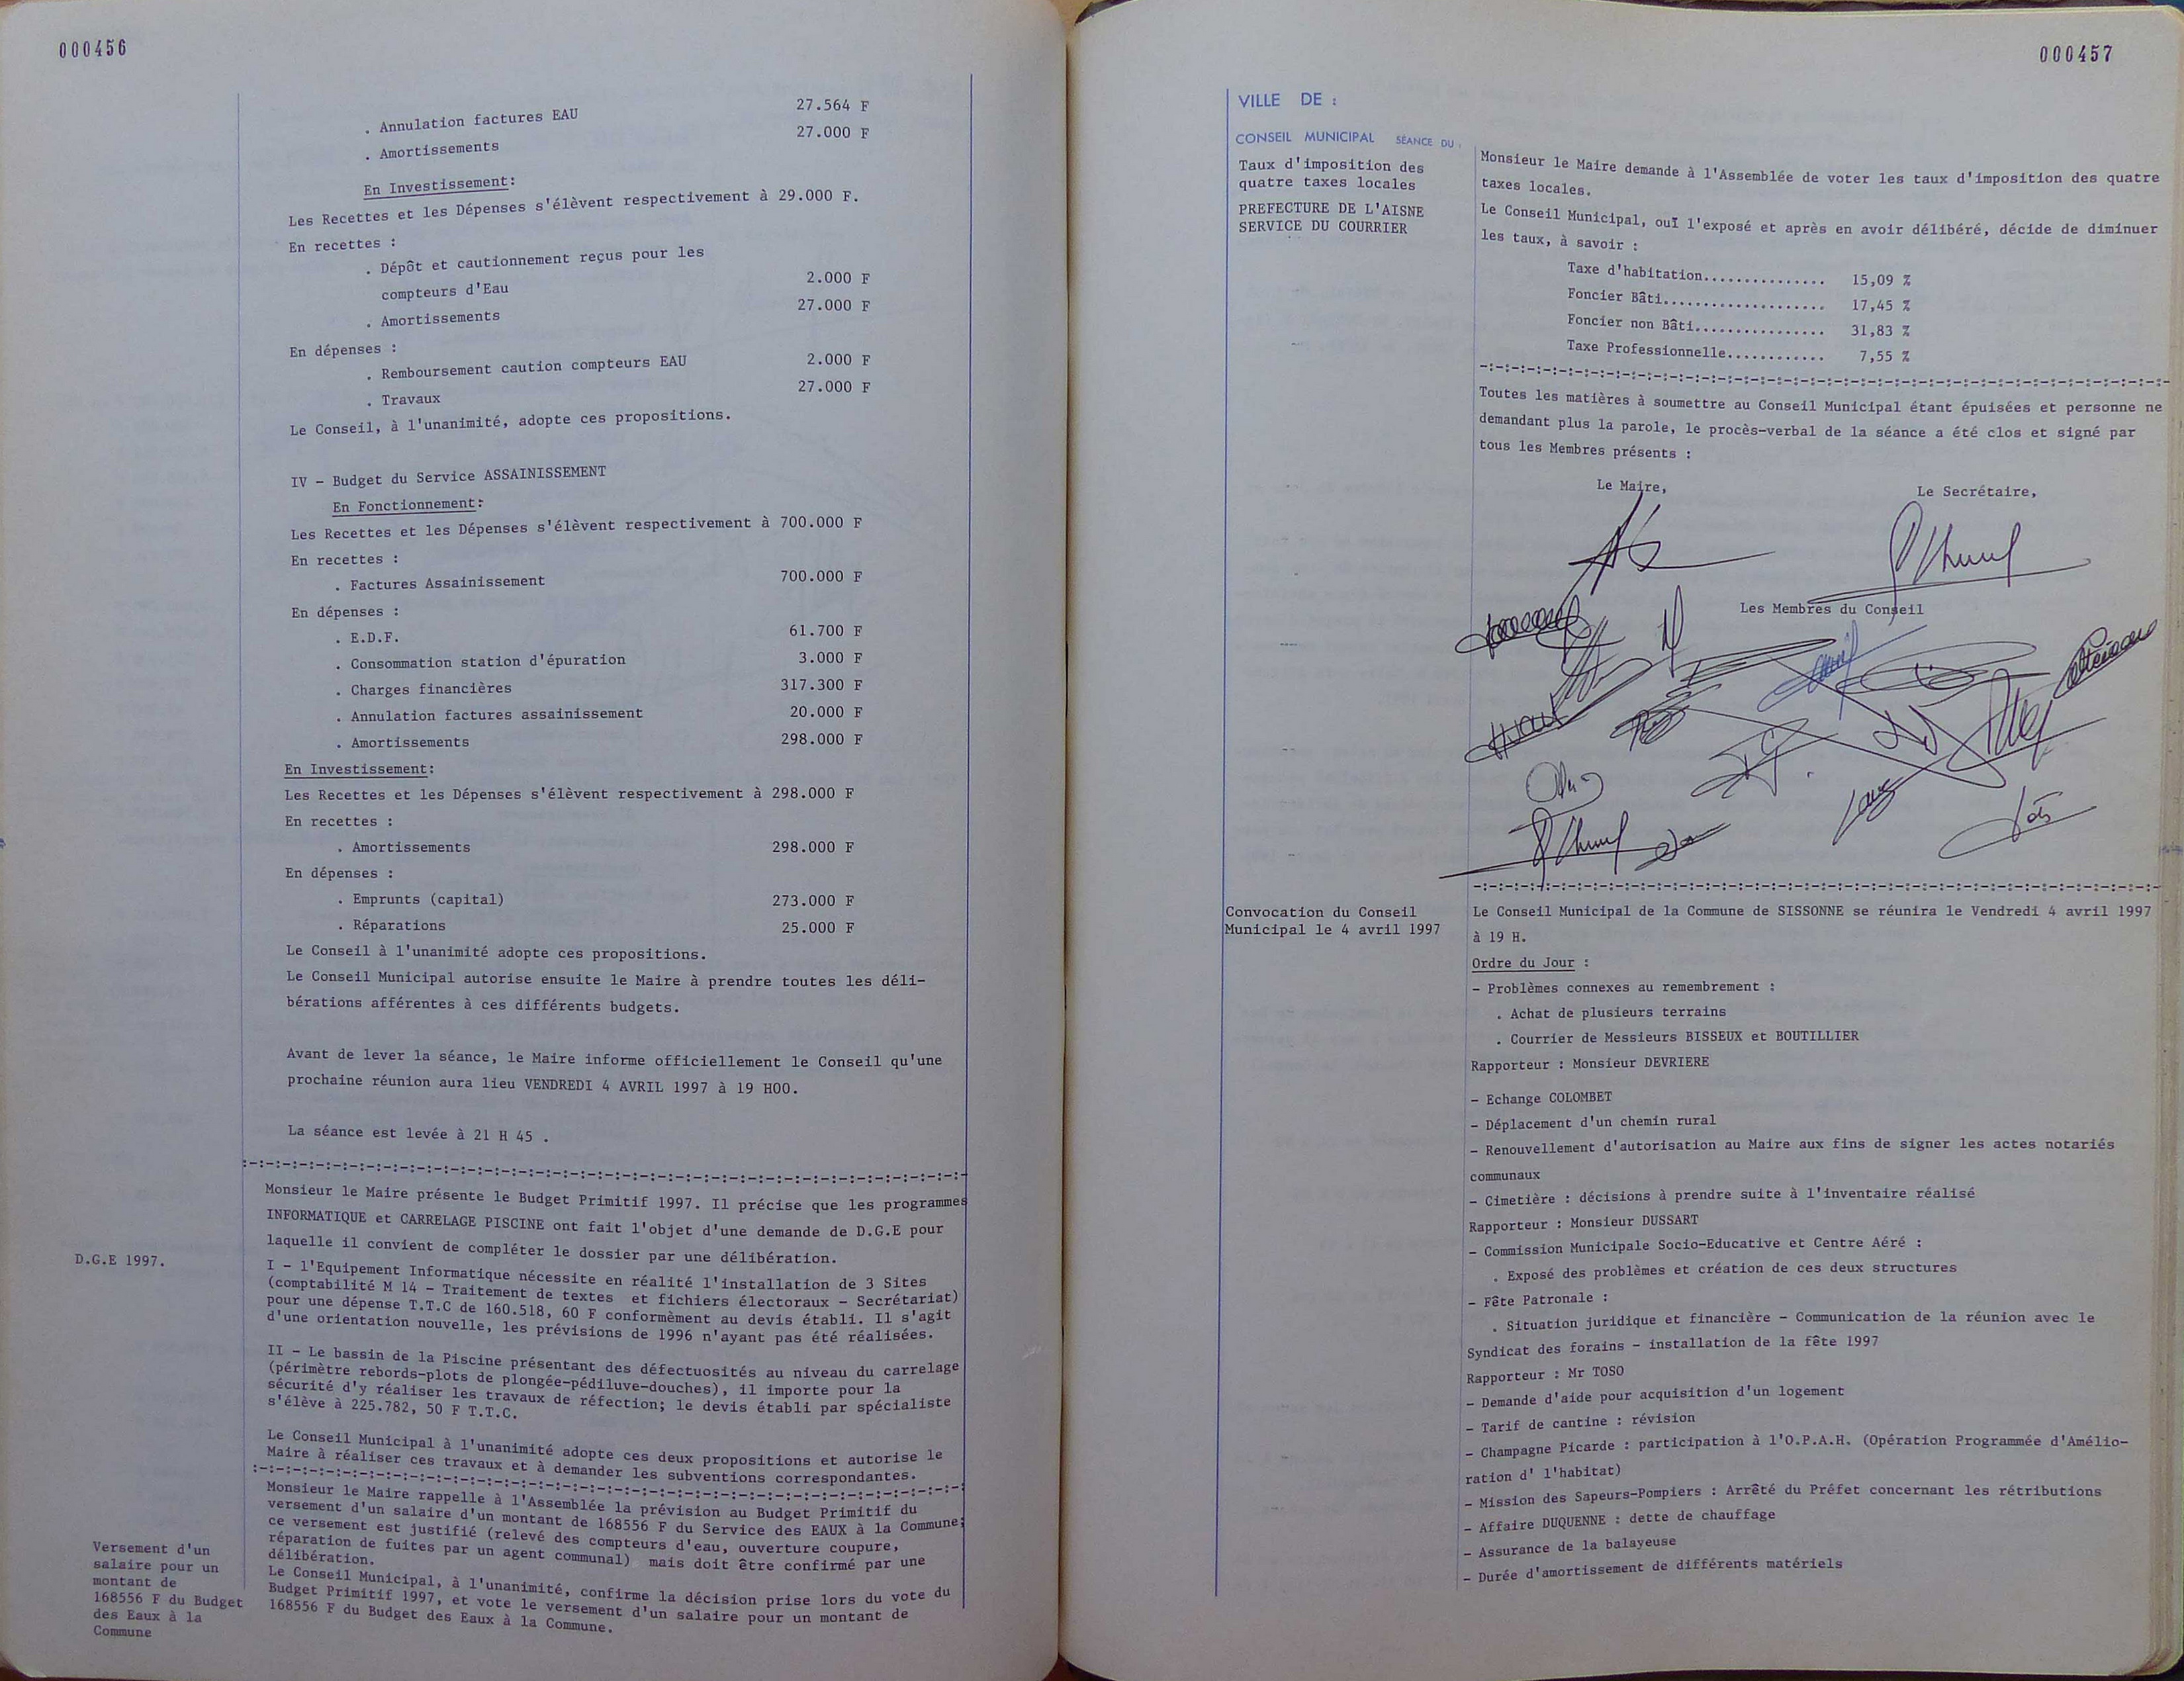 000456
. Annulation factures EAU 27.564 F
. Amortissements 27.000 F
En Investissement:
Les Recettes et les Dépenses s'élèvent respectivement à 29.000 F.
En recettes :
. Dépôt et cautionnement reçus pour les
compteurs d'Eau 2.000 F
. Amortissements 27.000 F
En dépenses :
. Remboursement caution compteurs EAU 2.000 F
. Travaux 27.000 F
Le Conseil, à l'unanimité, adopte ces propositions.
IV - Budget du Service ASSAINISSEMENT
En Fonctionnement:
Les Recettes et les Dépenses s'élèvent respectivement à 700.000 F
En recettes :
. Factures Assainissement 700.000 F
En dépenses :
. E.D.F. 61.700 F
. Consommation station d'épuration 3.000 F
. Charges financières 317.300 F
. Annulation factures assainissement 20.000 F
. Amortissements 298.000 F
En Investissement:
Les Recettes et les Dépenses s'élèvent respectivement à 298.000 F
En recettes :
. Amortissements 298.000 F
En dépenses :
. Emprunts (capital) 273.000 F
. Réparations 25.000 F
Le Conseil à l'unanimité adopte ces propositions.
Le Conseil Municipal autorise ensuite le Maire à prendre toutes les déli-
bérations afférentes à ces différents budgets.
Avant de lever la séance, le Maire informe officiellement le Conseil qu'une
prochaine réunion aura lieu VENDREDI 4 AVRIL 1997 à 19 H00.
La séance est levée à 21 H 45 .
:-:-:-:-:-:-:-:-:-:-:-:-:-:-:-:-:-:-:-:-:-:-:-:-:-:-:-:-:-:-:-:-:-:-:-:-:-
Monsieur le Maire présente le Budget Primitif 1997. Il précise que les programmes
INFORMATIQUE et CARRELAGE PISCINE ont fait l'objet d'une demande de D.G.E pour
laquelle il convient de compléter le dossier par une délibération.
D.G.E 1997.
I - l'Equipement Informatique nécessite en réalité l'installation de 3 Sites
(comptabilité M 14 - Traitement de textes et fichiers électoraux - Secrétariat)
pour une dépense T.T.C de 160.518, 60 F conformèment au devis établi. Il s'agit
d'une orientation nouvelle, les prévisions de 1996 n'ayant pas été réalisées.
II - Le bassin de la Piscine présentant des défectuosités au niveau du carrelage
(périmètre rebords-plots de plongée-pédiluve-douches), il importe pour la
sécurité d'y réaliser les travaux de réfection; le devis établi par spécialiste
s'élève à 225.782, 50 F T.T.C.
Le Conseil Municipal à l'unanimité adopte ces deux propositions et autorise le
Maire à réaliser ces travaux et à demander les subventions correspondantes.
:-:-:-:-:-:-:-:-:-:-:-:-:-:-:-:-:-:-:-:-:-:-:-:-:-:-:-:-:-:-:-:-:-:-:-:-:-:
Monsieur le Maire rappelle à l'Assemblée la prévision au Budget Primitif du
versement d'un salaire d'un montant de 168556 F du Service des EAUX à la Commune;
ce versement est justifié (relevé des compteurs d'eau, ouverture coupure,
réparation de fuites par un agent communal) mais doit être confirmé par une
délibération.
Le Conseil Municipal, à l'unanimité, confirme la décision prise lors du vote du
Budget Primitif 1997, et vote le versement d'un salaire pour un montant de
168556 F du Budget des Eaux à la Commune.
Versement d'un
salaire pour un
montant de
168556 F du Budget
des Eaux à la
Commune
000457
VILLE DE :
CONSEIL MUNICIPAL SÉANCE DU :
Taux d'imposition des
quatre taxes locales
PREFECTURE DE L'AISNE
SERVICE DU COURRIER
Monsieur le Maire demande à l'Assemblée de voter les taux d'imposition des quatre
taxes locales.
Le Conseil Municipal, ouï l'exposé et après en avoir délibéré, décide de diminuer
les taux, à savoir :
Taxe d'habitation............... 15,09 %
Foncier Bâti.................... 17,45 %
Foncier non Bâti................ 31,83 %
Taxe Professionnelle............ 7,55 %
-:-:-:-:-:-:-:-:-:-:-:-:-:-:-:-:-:-:-:-:-:-:-:-:-:-:-:-:-:-:-:-:-:-:-:-:-:-
Toutes les matières à soumettre au Conseil Municipal étant épuisées et personne ne
demandant plus la parole, le procès-verbal de la séance a été clos et signé par
tous les Membres présents :
Le Maire, Le Secrétaire,
Les Membres du Conseil
-:-:-:-:-:-:-:-:-:-:-:-:-:-:-:-:-:-:-:-:-:-:-:-:-:-:-:-:-:-:-:-:-:-:-:-:-:-
Convocation du Conseil
Municipal le 4 avril 1997
Le Conseil Municipal de la Commune de SISSONNE se réunira le Vendredi 4 avril 1997
à 19 H.
Ordre du Jour :
- Problèmes connexes au remembrement :
. Achat de plusieurs terrains
. Courrier de Messieurs BISSEUX et BOUTILLIER
Rapporteur : Monsieur DEVRIERE
- Echange COLOMBET
- Déplacement d'un chemin rural
- Renouvellement d'autorisation au Maire aux fins de signer les actes notariés
communaux
- Cimetière : décisions à prendre suite à l'inventaire réalisé
Rapporteur : Monsieur DUSSART
- Commission Municipale Socio-Educative et Centre Aéré :
. Exposé des problèmes et création de ces deux structures
- Fête Patronale :
. Situation juridique et financière - Communication de la réunion avec le
Syndicat des forains - installation de la fête 1997
Rapporteur : Mr TOSO
- Demande d'aide pour acquisition d'un logement
- Tarif de cantine : révision
- Champagne Picarde : participation à l'O.P.A.H. (Opération Programmée d'Amélio-
ration d' l'habitat)
- Mission des Sapeurs-Pompiers : Arrêté du Préfet concernant les rétributions
- Affaire DUQUENNE : dette de chauffage
- Assurance de la balayeuse
- Durée d'amortissement de différents matériels